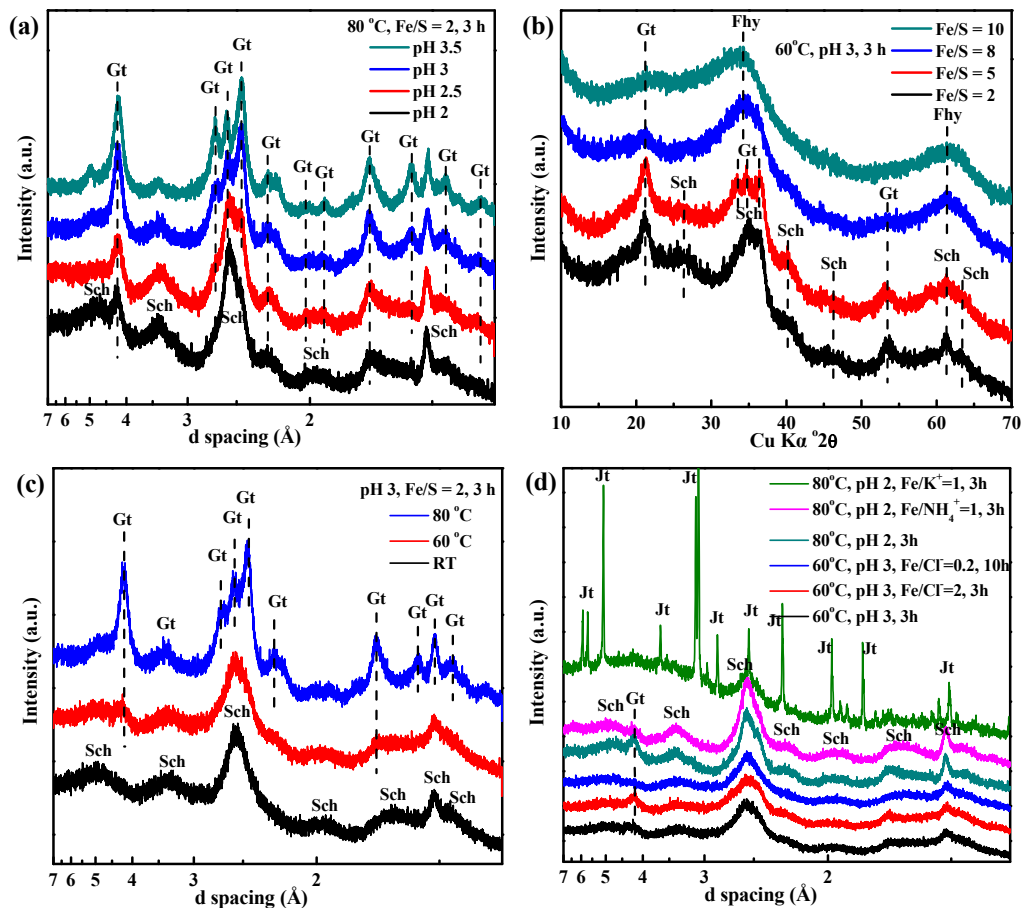 (a)
80 °C, Fe/S = 2, 3 h
pH 3.5
pH 3
pH 2.5
pH 2
Gt
Gt
Gt
Gt
Gt
Gt
Gt
Gt
Gt
Gt
Gt
Sch
Sch
Sch
Sch
Sch
Intensity (a.u.)
7 6 5 4 3 2
d spacing (Å)
(b)
60°C, pH 3, 3 h
Fe/S = 10
Fe/S = 8
Fe/S = 5
Fe/S = 2
Gt
Fhy
Fhy
Gt
Sch
Sch
Sch
Sch
Sch
Intensity (a.u.)
10 20 30 40 50 60 70
Cu Kα °2θ
(c)
pH 3, Fe/S = 2, 3 h
80 °C
60 °C
RT
Gt
Gt
Gt
Gt
Gt
Gt
Gt
Gt
Gt
Sch
Sch
Sch
Sch
Sch
Sch
Sch
Intensity (a.u.)
7 6 5 4 3 2
d spacing (Å)
(d)
80°C, pH 2, Fe/K⁺=1, 3h
80°C, pH 2, Fe/NH₄⁺=1, 3h
80°C, pH 2, 3h
60°C, pH 3, Fe/Cl⁻=0.2, 10h
60°C, pH 3, Fe/Cl⁻=2, 3h
60°C, pH 3, 3h
Jt
Jt
Jt
Jt
Jt
Jt
Jt
Jt
Jt
Jt
Sch
Gt
Sch
Sch
Sch
Sch
Sch
Sch
Intensity (a.u.)
7 6 5 4 3 2
d spacing (Å)